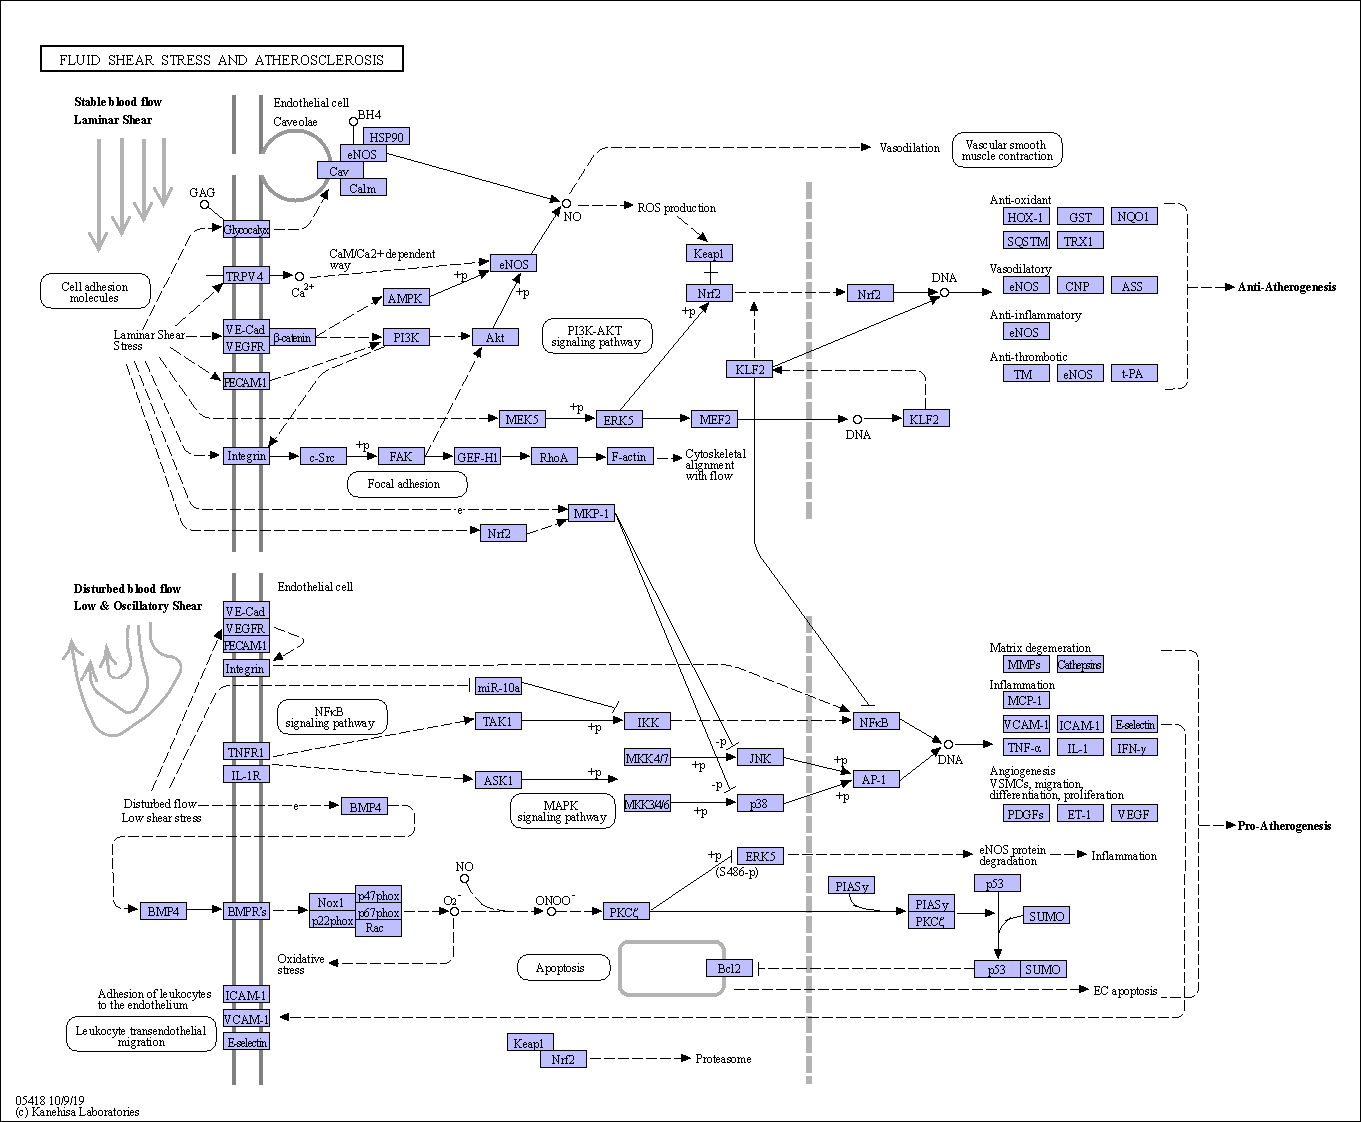 FLUID SHEAR STRESS AND ATHEROSCLEROSIS
Stable blood flow
Laminar Shear
Endothelial cell
Caveolae
BH4
HSP90
eNOS
Cav
Calm
Vasodilation
Vascular smooth
muscle contraction
GAG
Glycocalyx
NO
ROS production
Anti-oxidant
HOX-1
GST
NQO1
SQSTM
TRX1
Keap1
CaM/Ca2+ dependent
way
eNOS
TRPV4
Ca2+
+p
+p
Cell adhesion
molecules
AMPK
Nrf2
+p
Nrf2
DNA
Vasodilatory
eNOS
CNP
ASS
Anti-Atherogenesis
Laminar Shear
Stress
VE-Cad
VEGFR
β-catenin
PI3K
Akt
PI3K-AKT
signaling pathway
Anti-inflammatory
eNOS
Anti-thrombotic
TM
eNOS
t-PA
PECAM-1
KLF2
MEK5
+p
ERK5
MEF2
DNA
KLF2
Integrin
c-Src
+p
FAK
GEF-H1
RhoA
F-actin
Cytoskeletal
alignment
with flow
Focal adhesion
e
MKP-1
Nrf2
Disturbed blood flow
Low & Oscillatory Shear
Endothelial cell
VE-Cad
VEGFR
PECAM-1
Integrin
miR-10a
NFκB
signaling pathway
TAK1
+p
IKK
NFκB
TNFR1
IL-1R
-p
MKK4/7
+p
JNK
+p
DNA
ASK1
+p
-p
AP-1
MAPK
signaling pathway
MKK3/4/6
+p
p38
+p
Matrix degeneration
MMPs
Cathepsins
Inflammation
MCP-1
VCAM-1
ICAM-1
E-selectin
TNF-α
IL-1
IFN-γ
Angiogenesis
VSMCs, migration,
differentiation, proliferation
PDGFs
ET-1
VEGF
Pro-Atherogenesis
Disturbed flow
Low shear stress
e
BMP4
+p
(S486-p)
ERK5
eNOS protein
degradation
Inflammation
BMP4
BMPR's
Nox1
p22phox
p47phox
p67phox
Rac
NO
O2-
ONOO-
PKCζ
PIASy
PIASy
PKCζ
p53
SUMO
Oxidative
stress
Apoptosis
Bcl2
p53
SUMO
EC apoptosis
Adhesion of leukocytes
to the endothelium
ICAM-1
VCAM-1
E-selectin
Leukocyte transendothelial
migration
Keap1
Nrf2
Proteasome
05418 10/9/19
(c) Kanehisa Laboratories